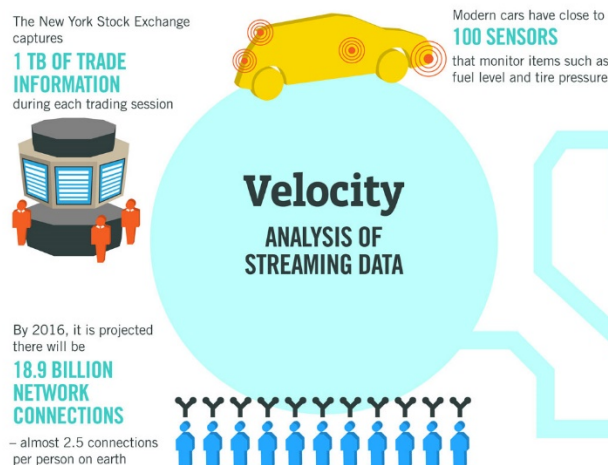 The New York Stock Exchange
captures
1 TB OF TRADE
INFORMATION
during each trading session
Modern cars have close to
100 SENSORS
that monitor items such as
fuel level and tire pressure
Velocity
ANALYSIS OF
STREAMING DATA
By 2016, it is projected
there will be
18.9 BILLION
NETWORK
CONNECTIONS
– almost 2.5 connections
per person on earth